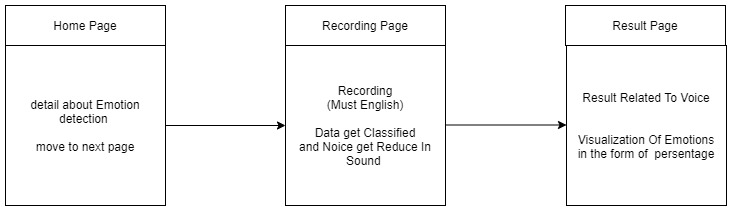 Home Page
detail about Emotion
detection
move to next page
Recording Page
Recording
(Must English)
Data get Classified
and Noice get Reduce In
Sound
Result Page
Result Related To Voice
Visualization Of Emotions
in the form of persentage